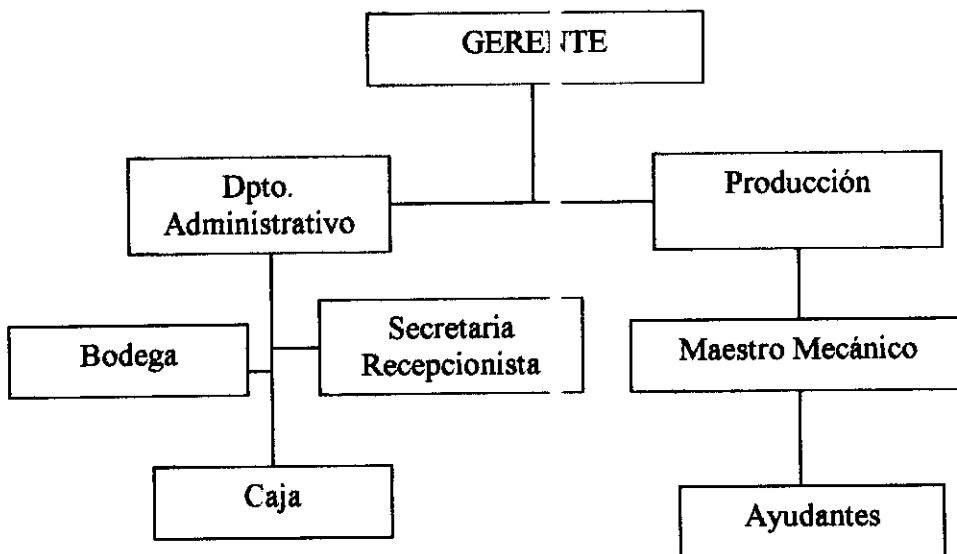 GERENTE
Dpto.
Administrativo
Producción
Bodega
Secretaria
Recepcionista
Maestro Mecánico
Caja
Ayudantes